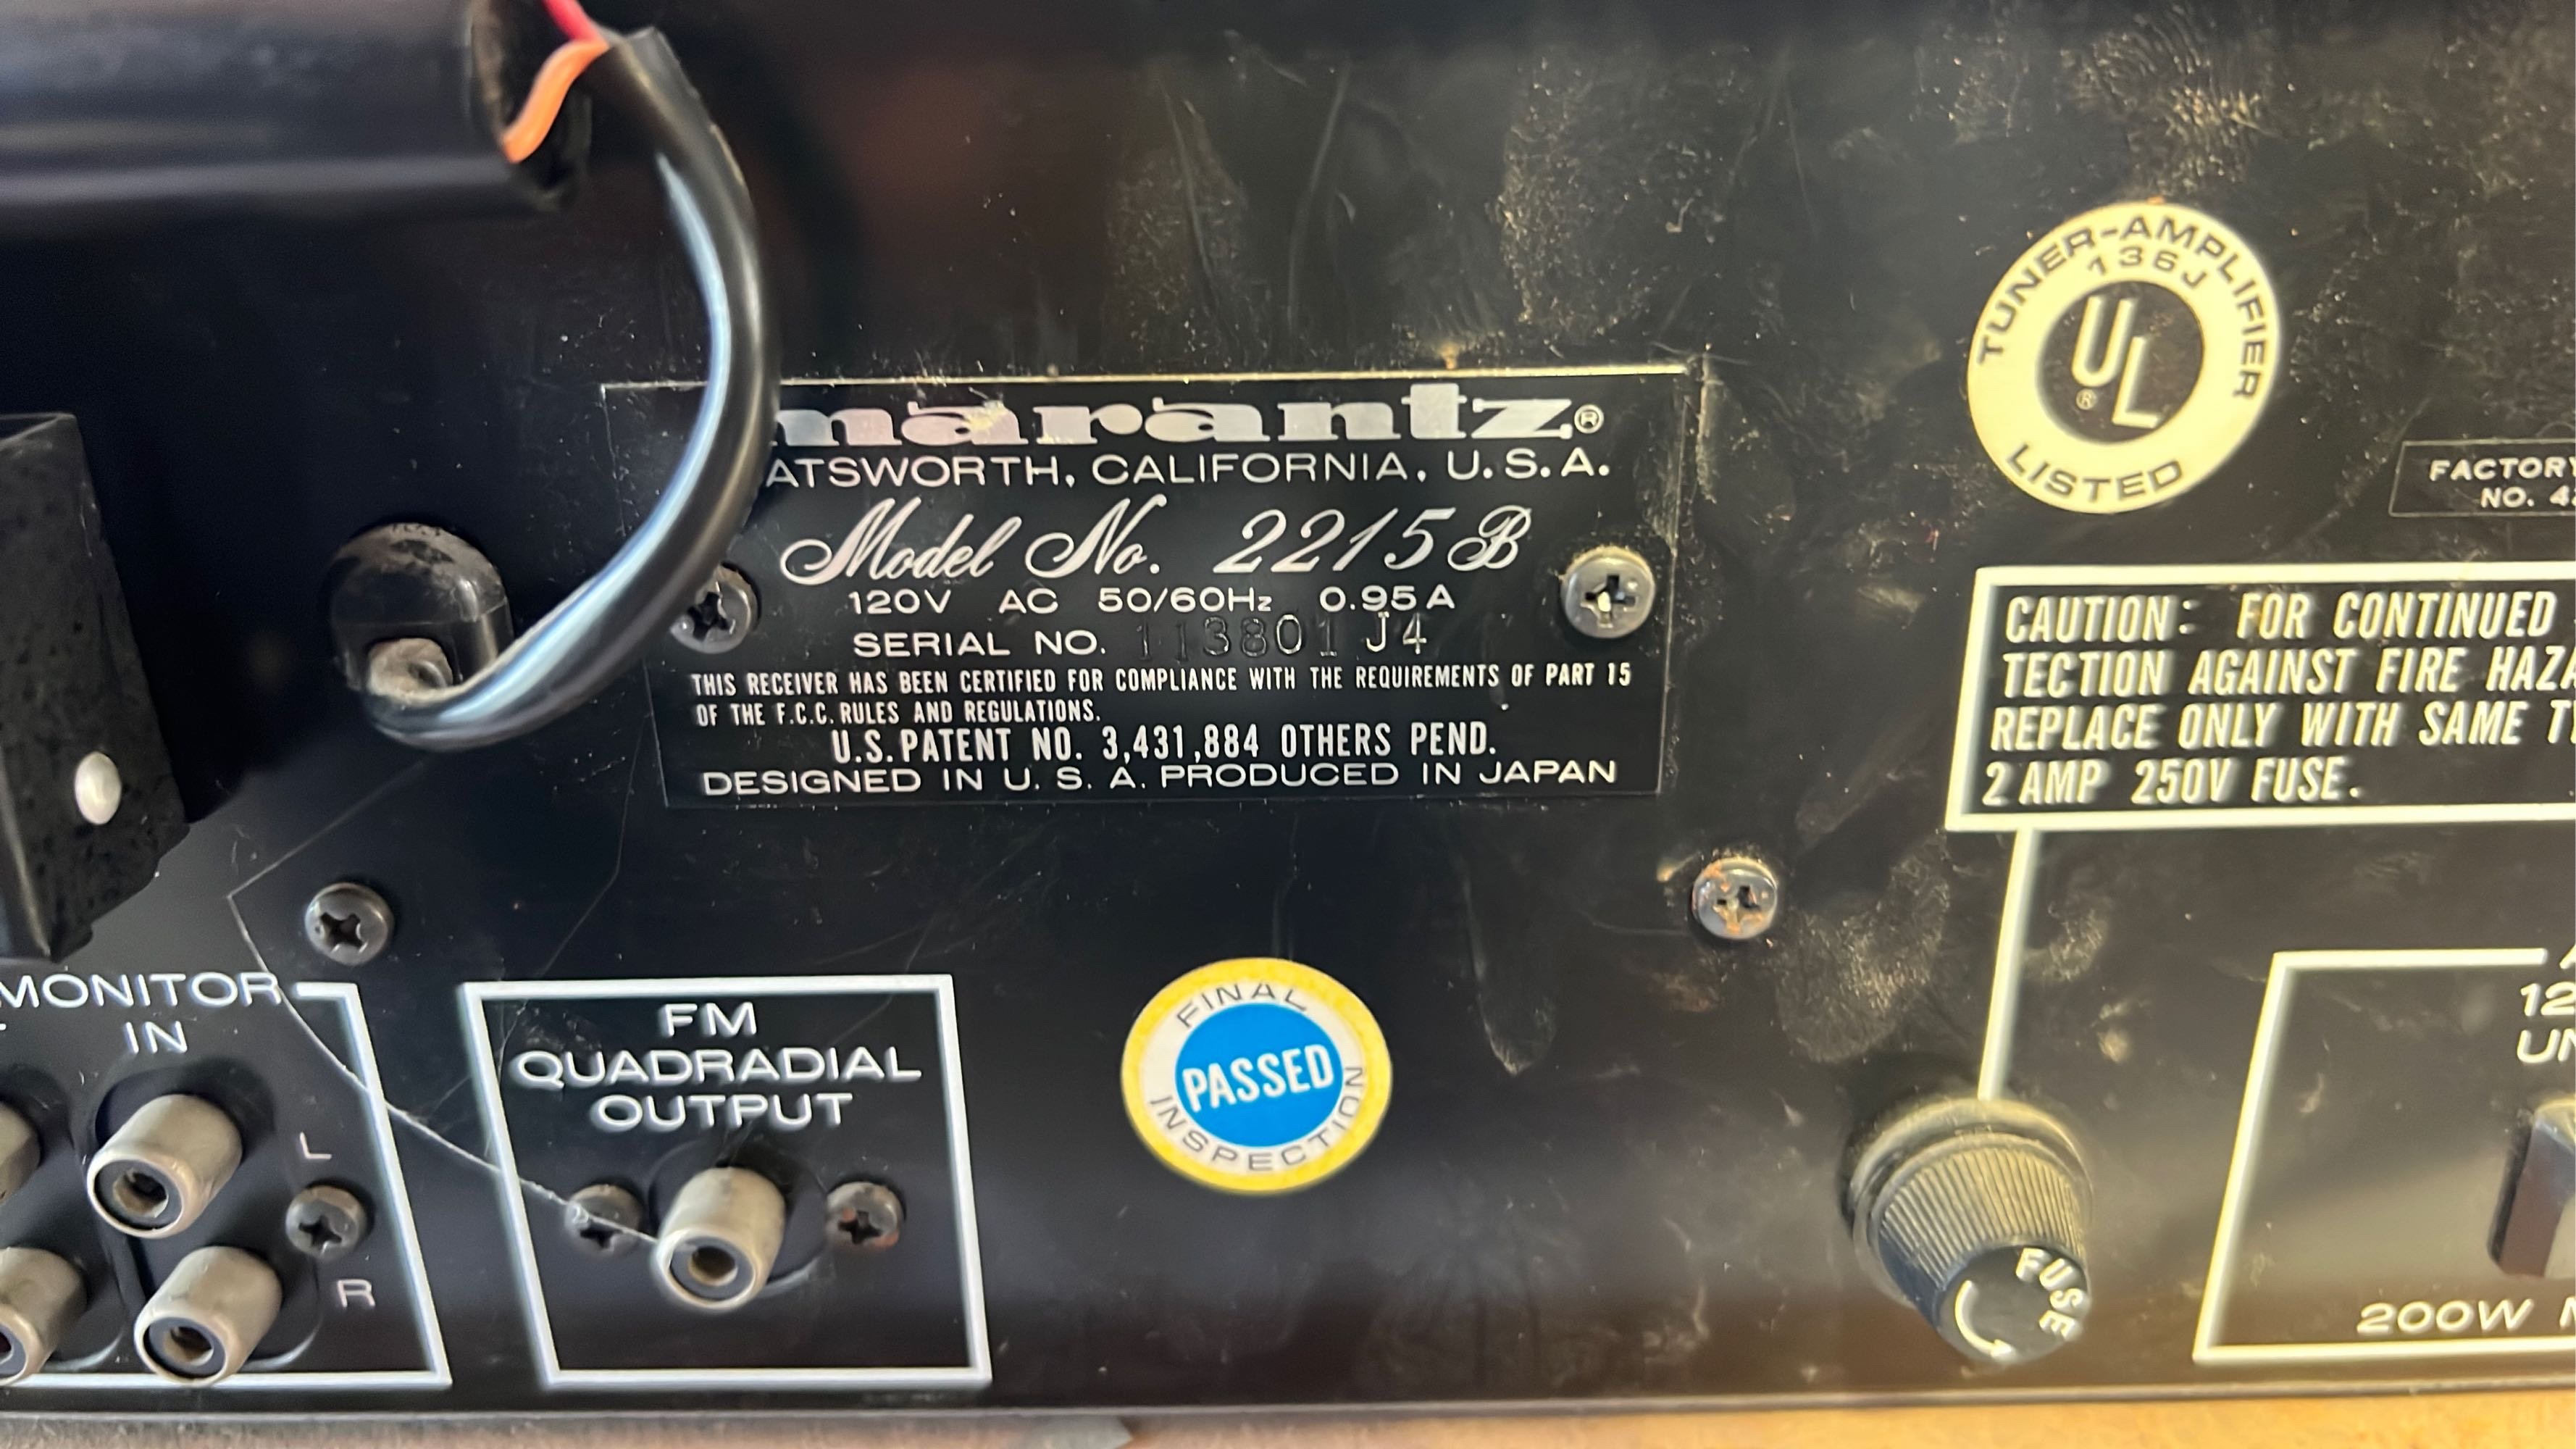 marantz®
ATSWORTH, CALIFORNIA, U.S.A.
Model No. 2215B
120V AC 50/60Hz 0.95A
SERIAL NO. 113801 J4
THIS RECEIVER HAS BEEN CERTIFIED FOR COMPLIANCE WITH THE REQUIREMENTS OF PART 15
OF THE F.C.C. RULES AND REGULATIONS.
U.S. PATENT NO. 3,431,884 OTHERS PEND.
DESIGNED IN U.S.A. PRODUCED IN JAPAN
TUNER-AMPLIFIER
136J
UL
®
LISTED
FACTORY
NO. 4
CAUTION: FOR CONTINUED
TECTION AGAINST FIRE HAZA
REPLACE ONLY WITH SAME T
2 AMP 250V FUSE.
MONITOR
IN
L
R
FM
QUADRADIAL
OUTPUT
FINAL
PASSED
INSPECTION
FUSE
12
UN
200W